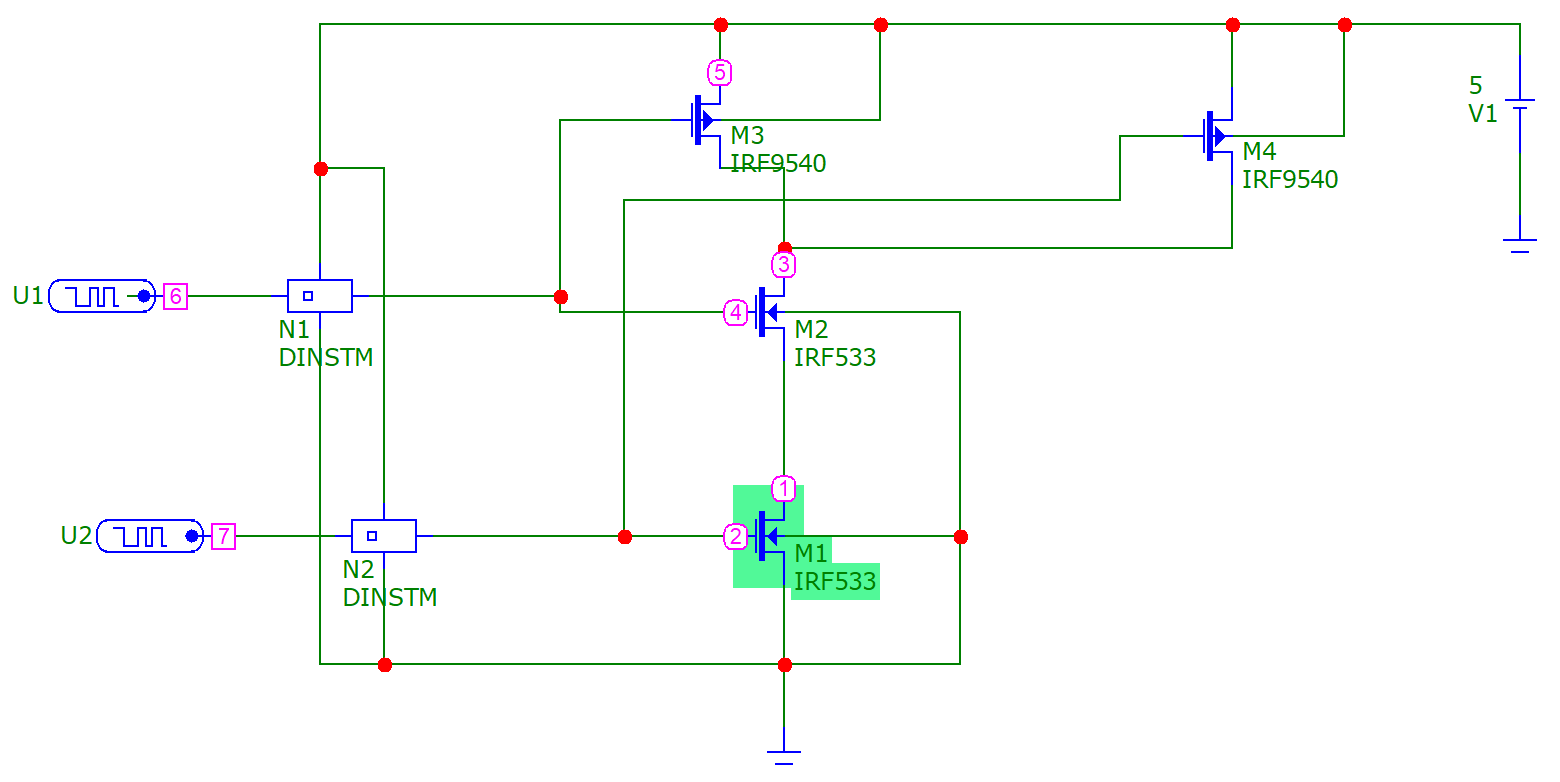 5
5
V1
M3
IRF9540
M4
IRF9540
3
U1
6
4
M2
IRF533
N1
DINSTM
1
U2
7
2
M1
IRF533
N2
DINSTM